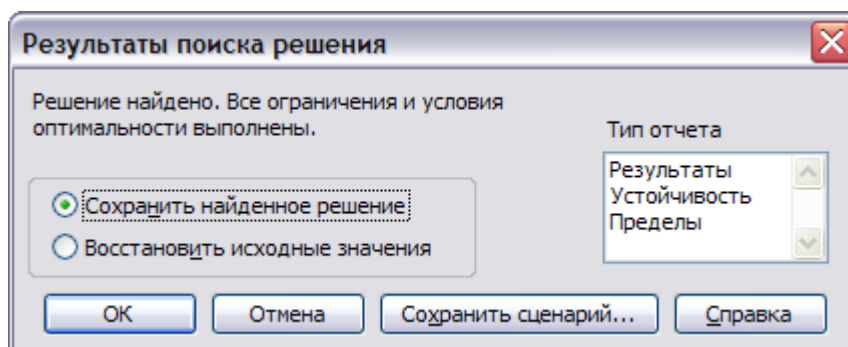 Результаты поиска решения
Решение найдено. Все ограничения и условия
оптимальности выполнены.
Тип отчета
Результаты
Устойчивость
Пределы
Сохранить найденное решение
Восстановить исходные значения
ОК
Отмена
Сохранить сценарий...
Справка